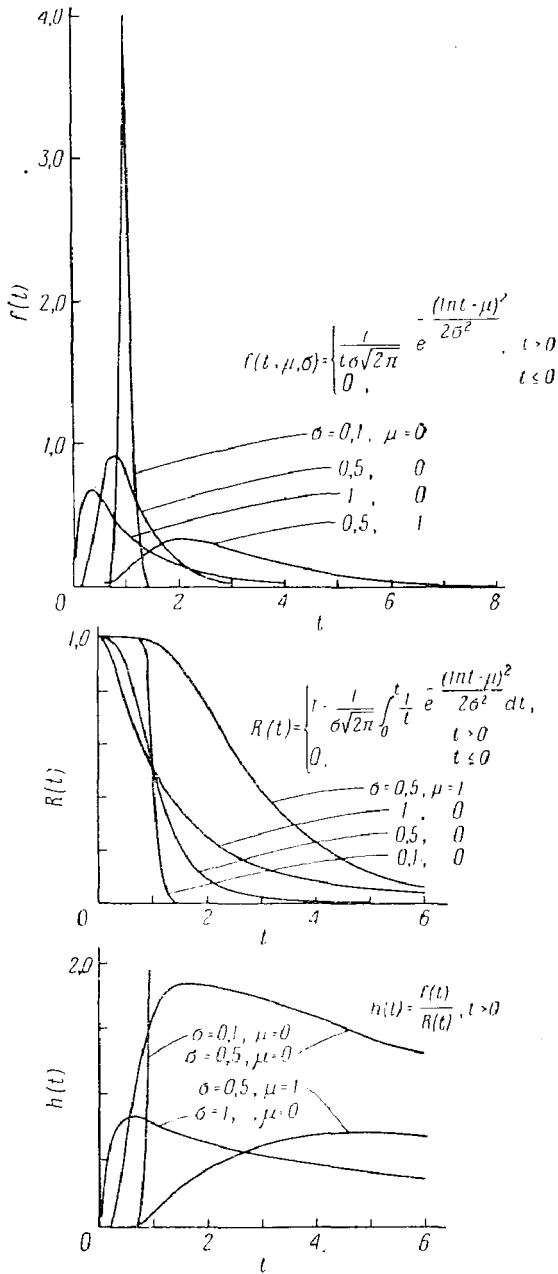 4,0
3,0
2,0
1,0
f(t)
f(t, μ, σ) = { 1/(tσ√2π) e^-(lnt-μ)²/2σ² , t>0
0, t≤0
σ=0,1, μ=0
0,5, 0
1, 0
0,5, 1
0 2 4 6 8
t
1,0
R(t)
R(t) = { 1 - 1/(σ√2π) ∫₀ᵗ 1/t e^-(lnt-μ)²/2σ² dt,
t>0
0, t≤0
σ=0,5, μ=1
1, 0
0,5, 0
0,1, 0
0 2 4 6
t
2,0
h(t)
h(t) = f(t)/R(t), t>0
σ=0,1, μ=0
σ=0,5, μ=0
σ=0,5, μ=1
σ=1, , μ=0
0 2 4. 6
t